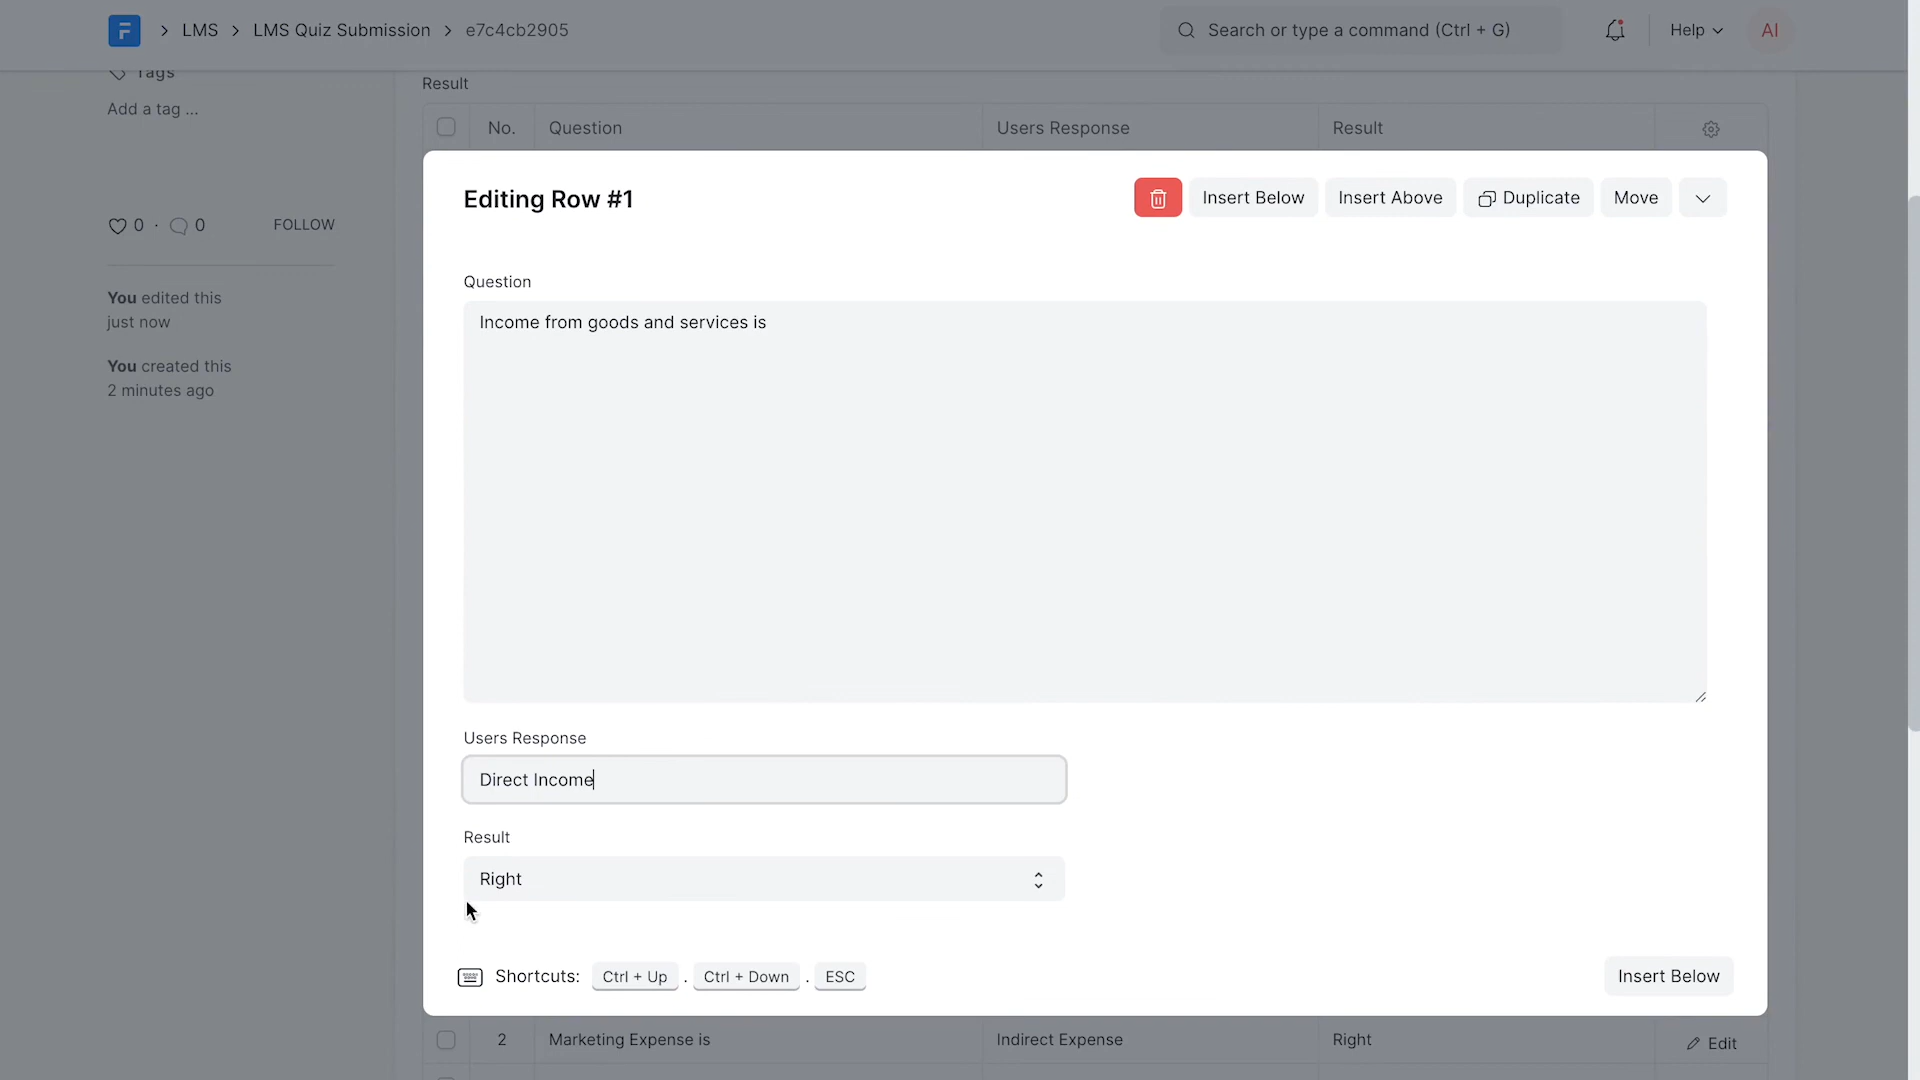 LMS
LMS Quiz Submission
e7c4cb2905
Search or type a command (Ctrl + G)
Help
AI
Tags
Add a tag ...
0 · 0
FOLLOW
You edited this
just now
You created this
2 minutes ago
Result
No.
Question
Users Response
Result
Editing Row #1
Insert Below
Insert Above
Duplicate
Move
Question
Income from goods and services is
Users Response
Direct Income
Result
Right
Shortcuts: Ctrl + Up . Ctrl + Down . ESC
Insert Below
2
Marketing Expense is
Indirect Expense
Right
Edit